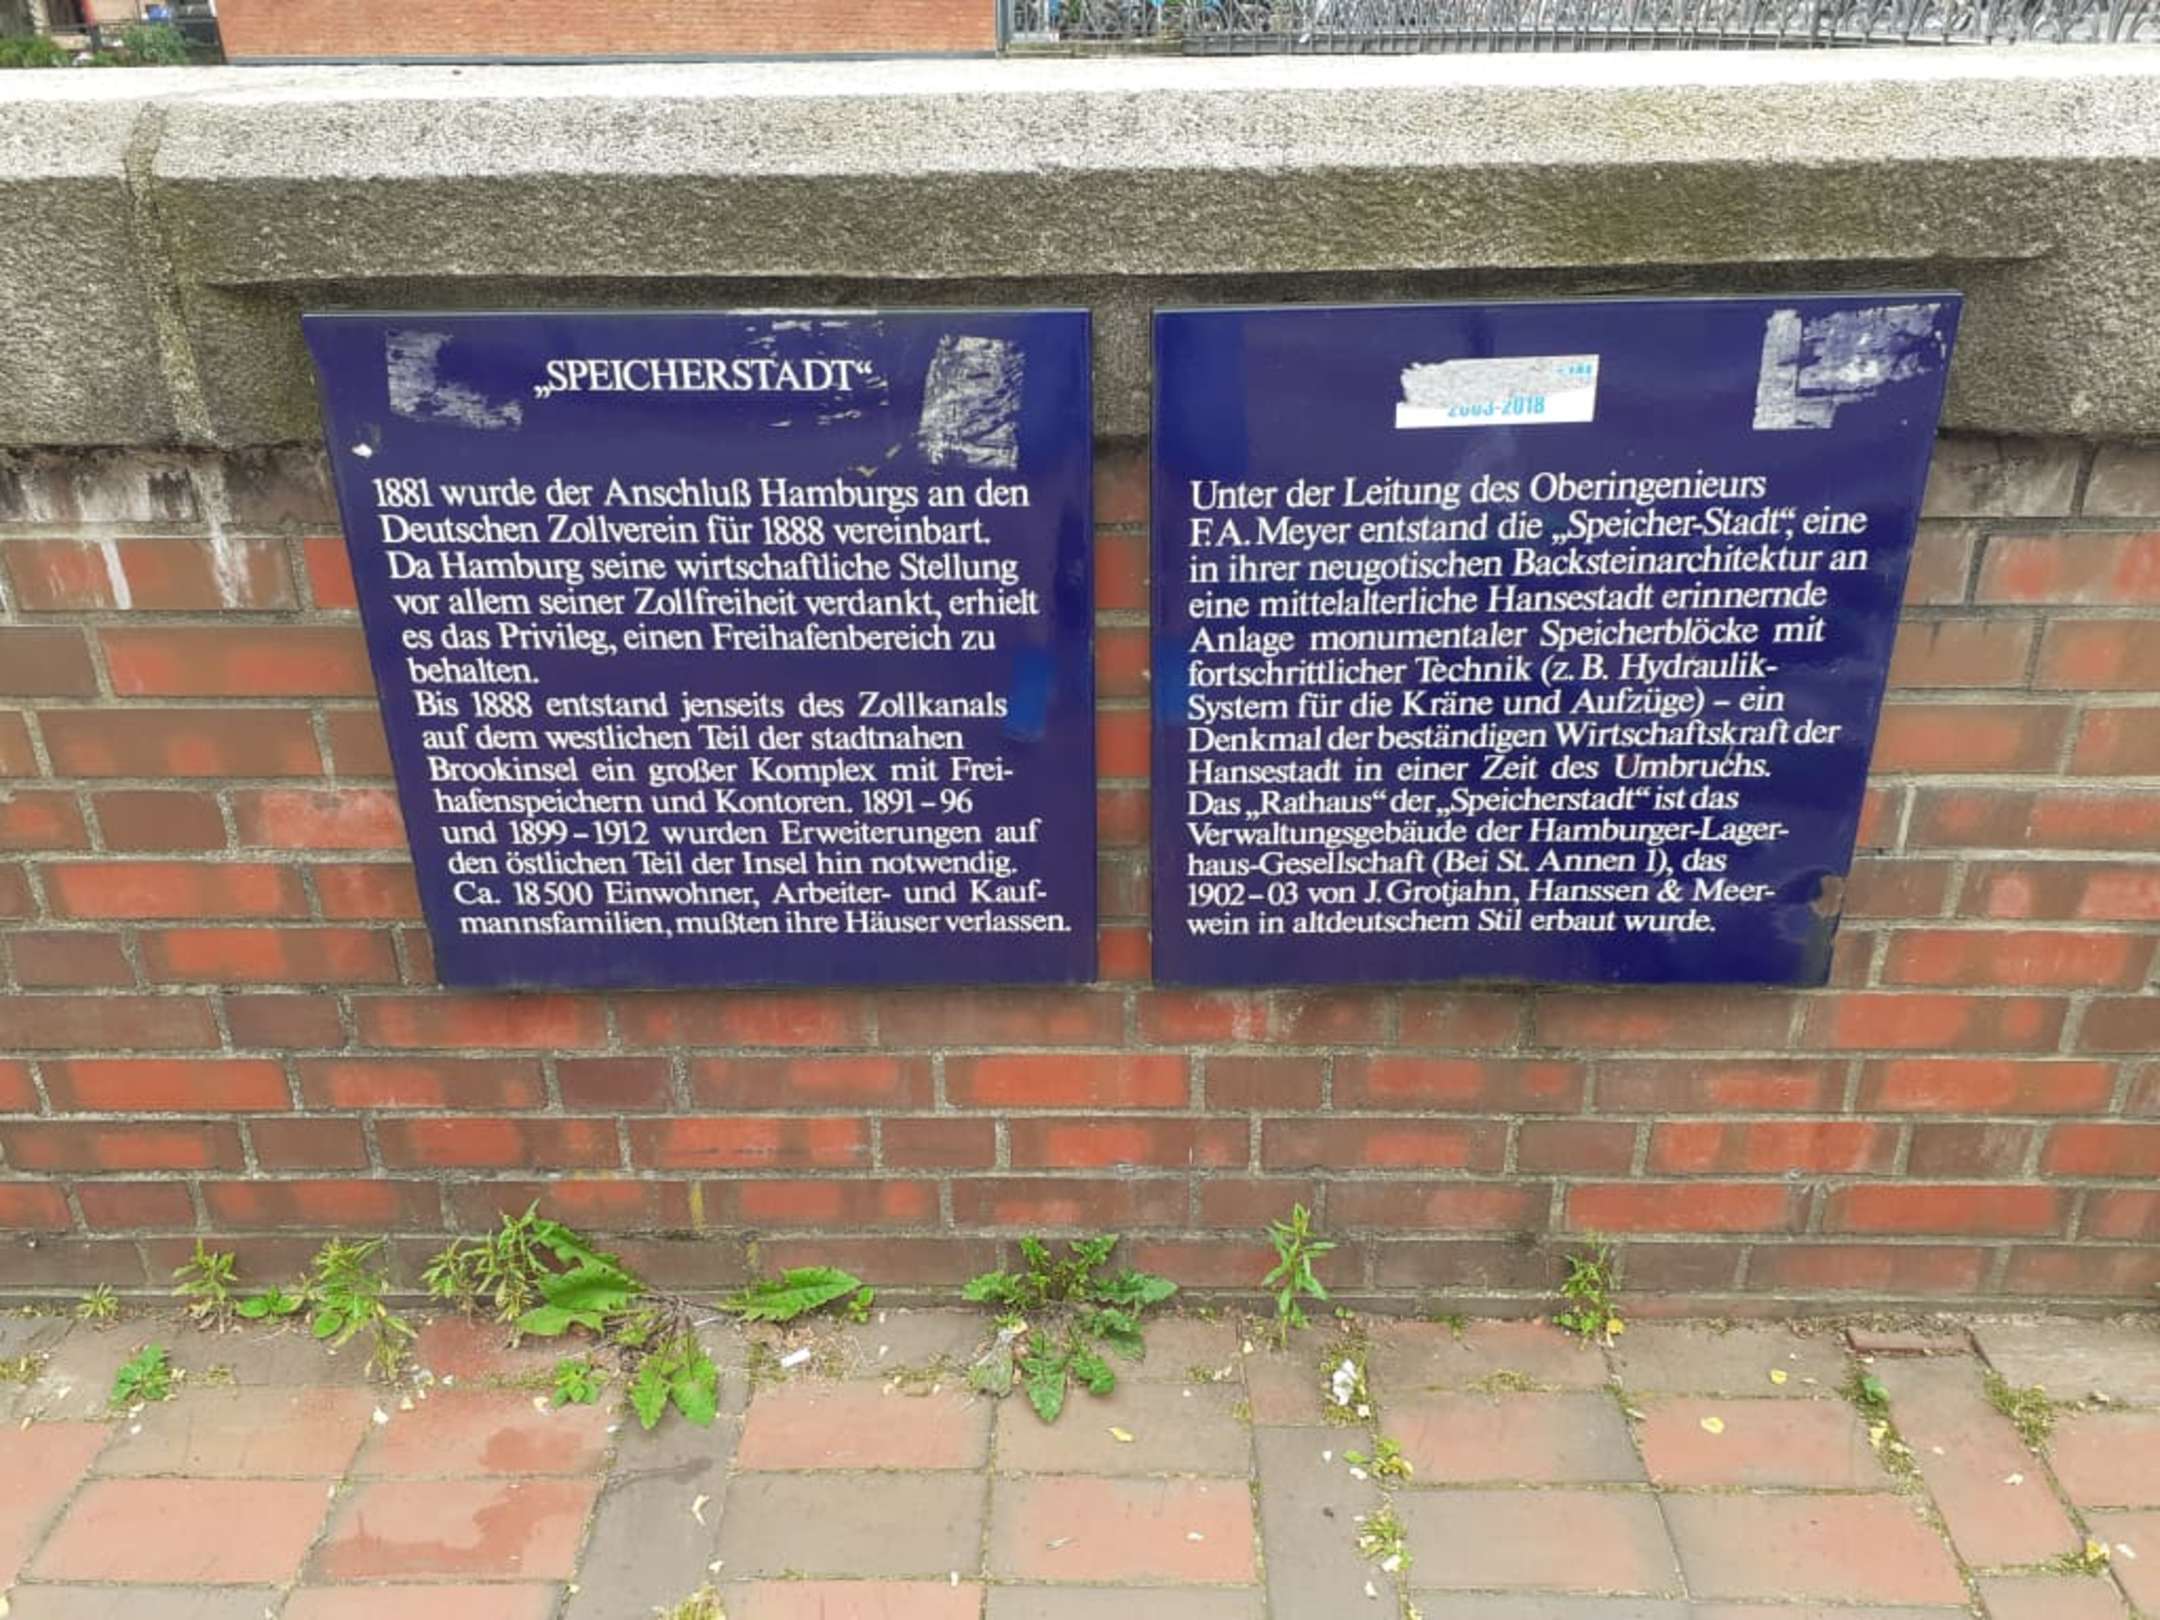 „SPEICHERSTADT“
1881 wurde der Anschluß Hamburgs an den
Deutschen Zollverein für 1888 vereinbart.
Da Hamburg seine wirtschaftliche Stellung
vor allem seiner Zollfreiheit verdankt, erhielt
es das Privileg, einen Freihafenbereich zu
behalten.
Bis 1888 entstand jenseits des Zollkanals
auf dem westlichen Teil der stadtnahen
Brookinsel ein großer Komplex mit Frei-
hafenspeichern und Kontoren. 1891–96
und 1899–1912 wurden Erweiterungen auf
den östlichen Teil der Insel hin notwendig.
Ca. 18500 Einwohner, Arbeiter- und Kauf-
mannsfamilien, mußten ihre Häuser verlassen.
2003-2018
Unter der Leitung des Oberingenieurs
F. A. Meyer entstand die „Speicher-Stadt“, eine
in ihrer neugotischen Backsteinarchitektur an
eine mittelalterliche Hansestadt erinnernde
Anlage monumentaler Speicherblöcke mit
fortschrittlicher Technik (z. B. Hydraulik-
System für die Kräne und Aufzüge) – ein
Denkmal der beständigen Wirtschaftskraft der
Hansestadt in einer Zeit des Umbruchs.
Das „Rathaus“ der „Speicherstadt“ ist das
Verwaltungsgebäude der Hamburger-Lager-
haus-Gesellschaft (Bei St. Annen 1), das
1902–03 von J. Grotjahn, Hanssen & Meer-
wein in altdeutschem Stil erbaut wurde.